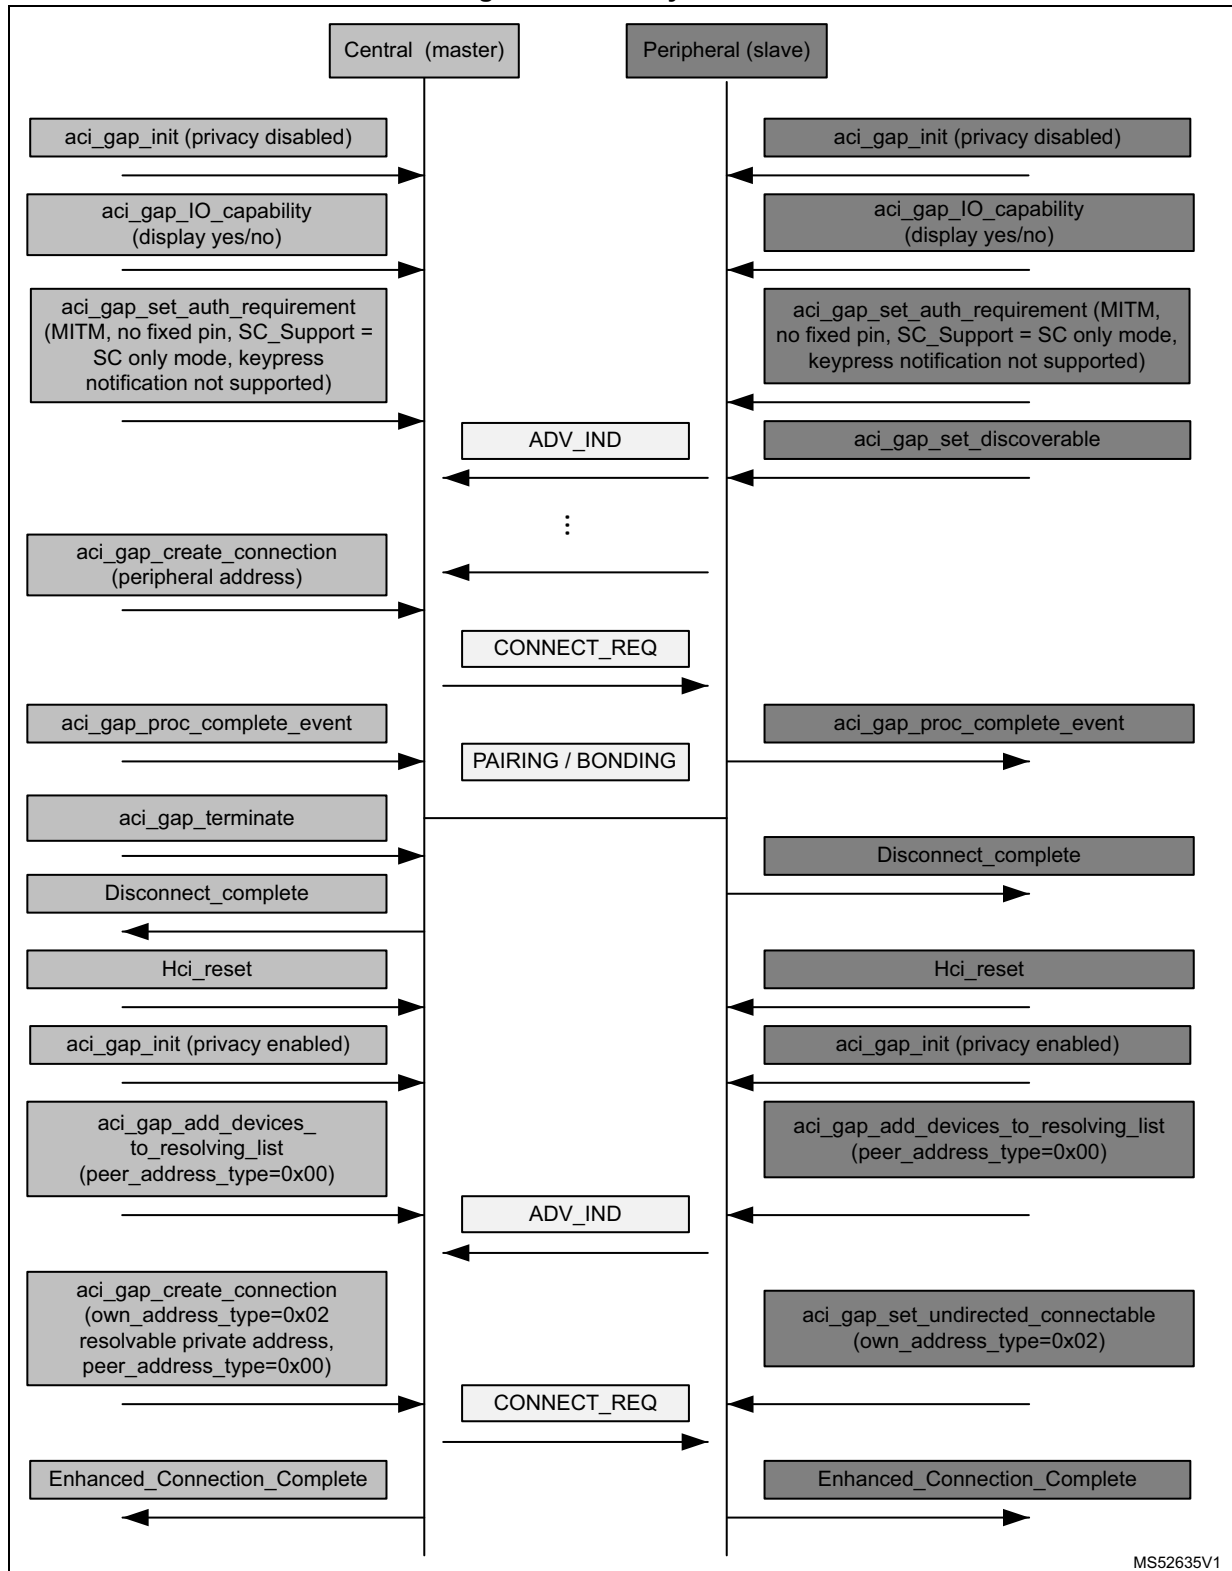 Central (master)
Peripheral (slave)
aci_gap_init (privacy disabled)
aci_gap_init (privacy disabled)
aci_gap_IO_capability
(display yes/no)
aci_gap_IO_capability
(display yes/no)
aci_gap_set_auth_requirement
(MITM, no fixed pin, SC_Support =
SC only mode, keypress
notification not supported)
aci_gap_set_auth_requirement (MITM,
no fixed pin, SC_Support = SC only mode,
keypress notification not supported)
ADV_IND
aci_gap_set_discoverable
aci_gap_create_connection
(peripheral address)
CONNECT_REQ
aci_gap_proc_complete_event
aci_gap_proc_complete_event
PAIRING / BONDING
aci_gap_terminate
Disconnect_complete
Disconnect_complete
Hci_reset
Hci_reset
aci_gap_init (privacy enabled)
aci_gap_init (privacy enabled)
aci_gap_add_devices_
to_resolving_list
(peer_address_type=0x00)
aci_gap_add_devices_to_resolving_list
(peer_address_type=0x00)
ADV_IND
aci_gap_create_connection
(own_address_type=0x02
resolvable private address,
peer_address_type=0x00)
aci_gap_set_undirected_connectable
(own_address_type=0x02)
CONNECT_REQ
Enhanced_Connection_Complete
Enhanced_Connection_Complete
MS52635V1